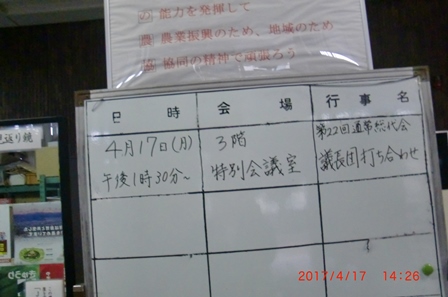 の 能力を発揮して
農 農業振興のため、地域のため
協 協同の精神で頑張ろう
日 時 会 場 行 事 名
4月17日(月) 3階 第22回通常総代会
午後1時30分～ 特別会議室 議長団打ち合わせ
2017/4/17 14:26